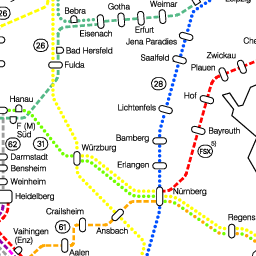 Bebra
Gotha
Weimar
Leipzig
Eisenach
Erfurt
Jena Paradies
26
Bad Hersfeld
Saalfeld
Zwickau
Fulda
Plauen
28
Hanau
Lichtenfels
Hof
26
F (M)
Süd
Bamberg
Bayreuth
62
31
Würzburg
5)
FSX
Darmstadt
Bensheim
Erlangen
Weinheim
Heidelberg
Nürnberg
Crailsheim
Regens
61
Vaihingen
(Enz)
Ansbach
Aalen